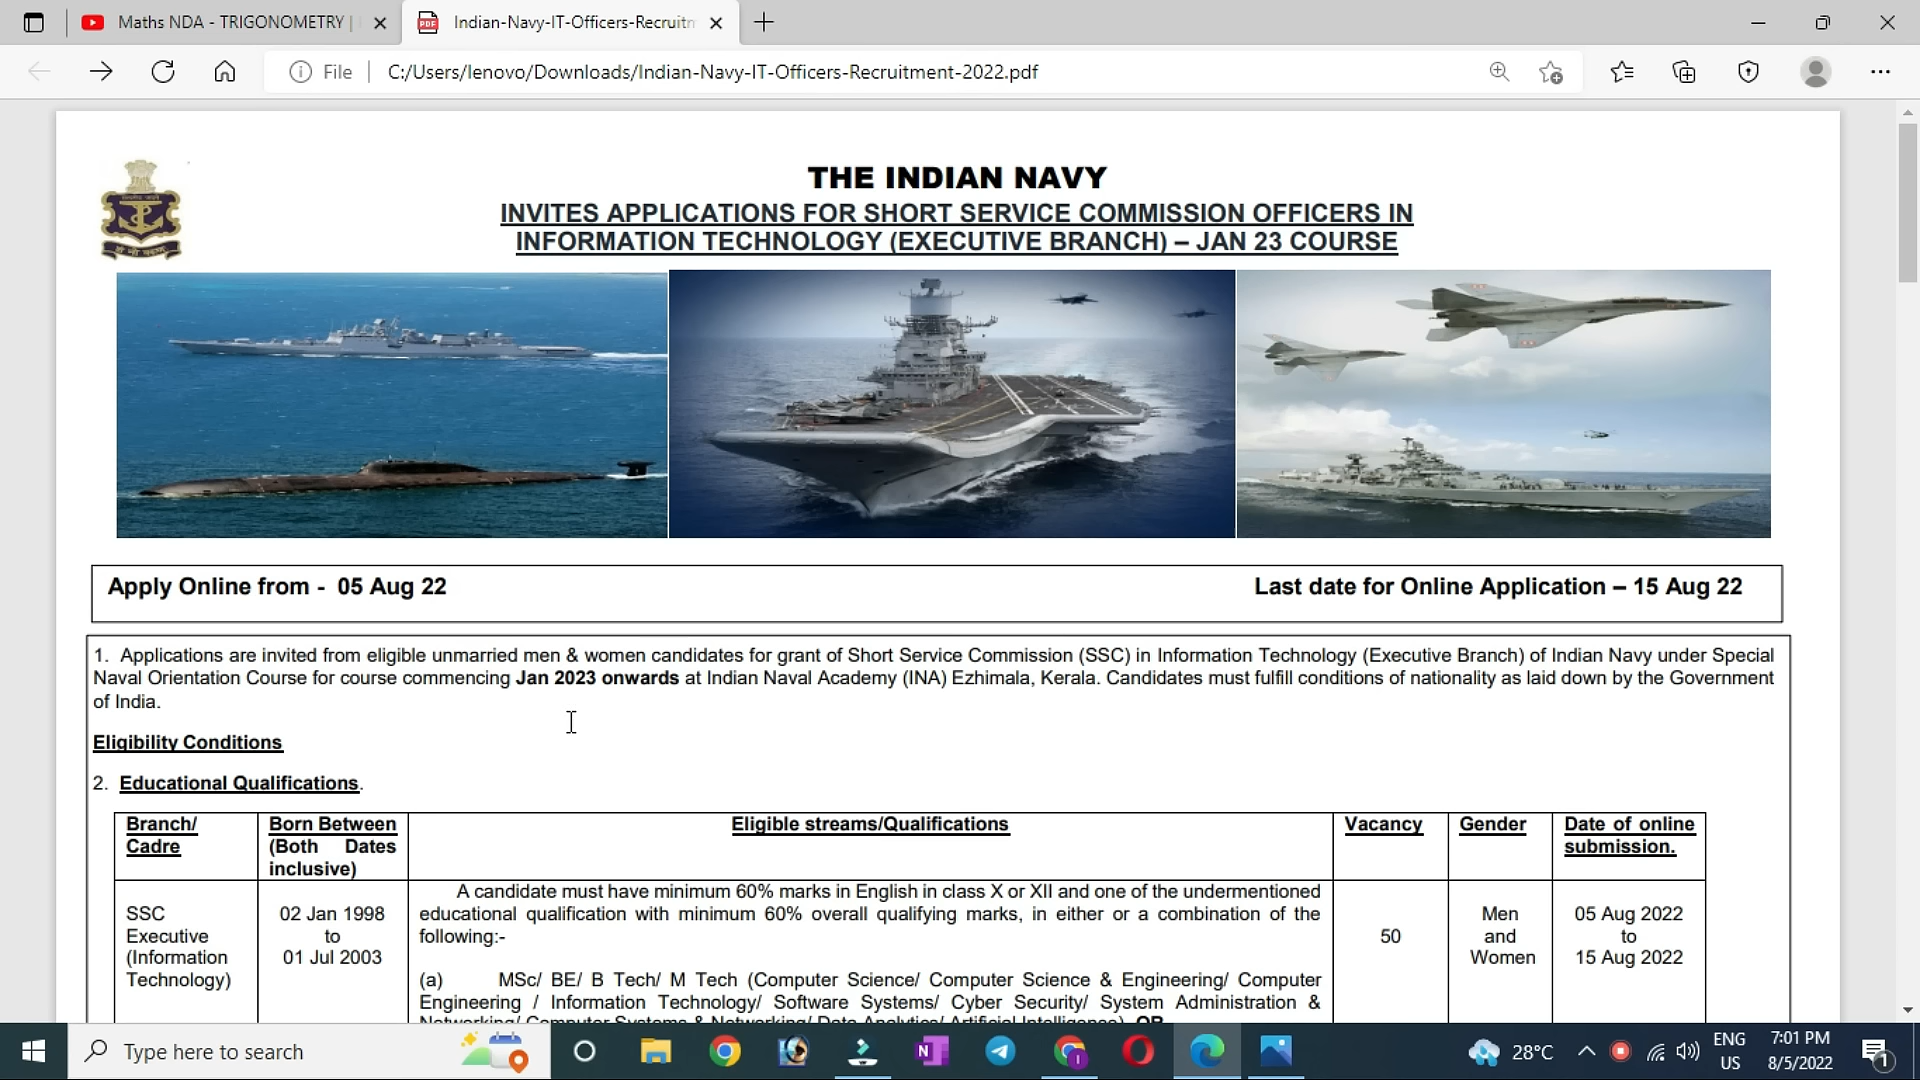 Maths NDA - TRIGONOMETRY |
Indian-Navy-IT-Officers-Recruitm
File
C:/Users/lenovo/Downloads/Indian-Navy-IT-Officers-Recruitment-2022.pdf
THE INDIAN NAVY
INVITES APPLICATIONS FOR SHORT SERVICE COMMISSION OFFICERS IN
INFORMATION TECHNOLOGY (EXECUTIVE BRANCH) – JAN 23 COURSE
Apply Online from - 05 Aug 22
Last date for Online Application – 15 Aug 22
1. Applications are invited from eligible unmarried men & women candidates for grant of Short Service Commission (SSC) in Information Technology (Executive Branch) of Indian Navy under Special
Naval Orientation Course for course commencing Jan 2023 onwards at Indian Naval Academy (INA) Ezhimala, Kerala. Candidates must fulfill conditions of nationality as laid down by the Government
of India.
Eligibility Conditions
2. Educational Qualifications.
Branch/
Cadre
Born Between
(Both Dates
inclusive)
Eligible streams/Qualifications
Vacancy
Gender
Date of online
submission.
SSC
Executive
(Information
Technology)
02 Jan 1998
to
01 Jul 2003
A candidate must have minimum 60% marks in English in class X or XII and one of the undermentioned
educational qualification with minimum 60% overall qualifying marks, in either or a combination of the
following:-
(a) MSc/ BE/ B Tech/ M Tech (Computer Science/ Computer Science & Engineering/ Computer
Engineering / Information Technology/ Software Systems/ Cyber Security/ System Administration &
Networking/ Computer Systems & Networking/ Data Analytics/ Artificial Intelligence) OR
50
Men
and
Women
05 Aug 2022
to
15 Aug 2022
Type here to search
28°C
ENG
US
7:01 PM
8/5/2022
1